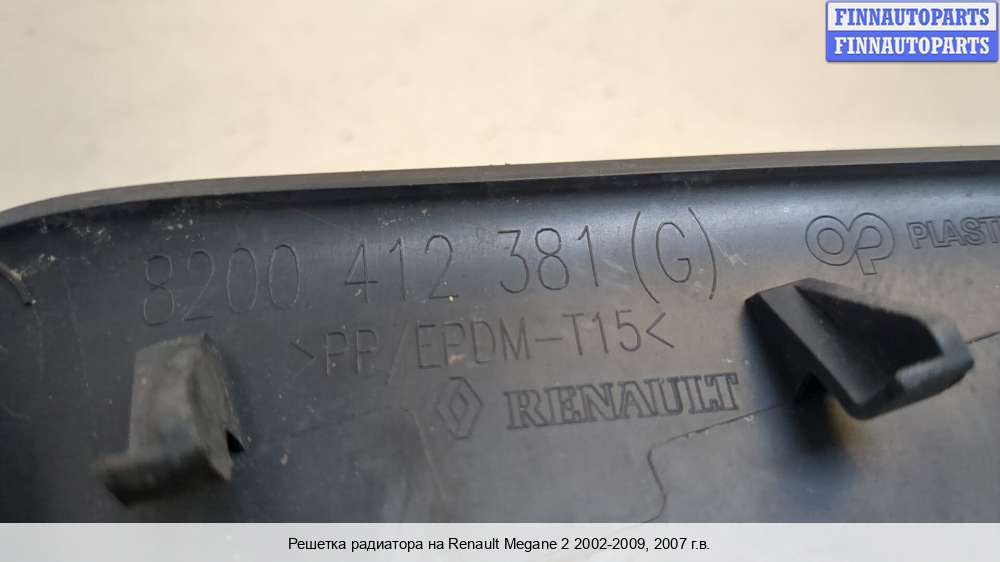 FINNAUTOPARTS
FINNAUTOPARTS
8200 412 381 (G)
OP PLAST
>PP/EPDM-T15<
RENAULT
Решетка радиатора на Renault Megane 2 2002-2009, 2007 г.в.